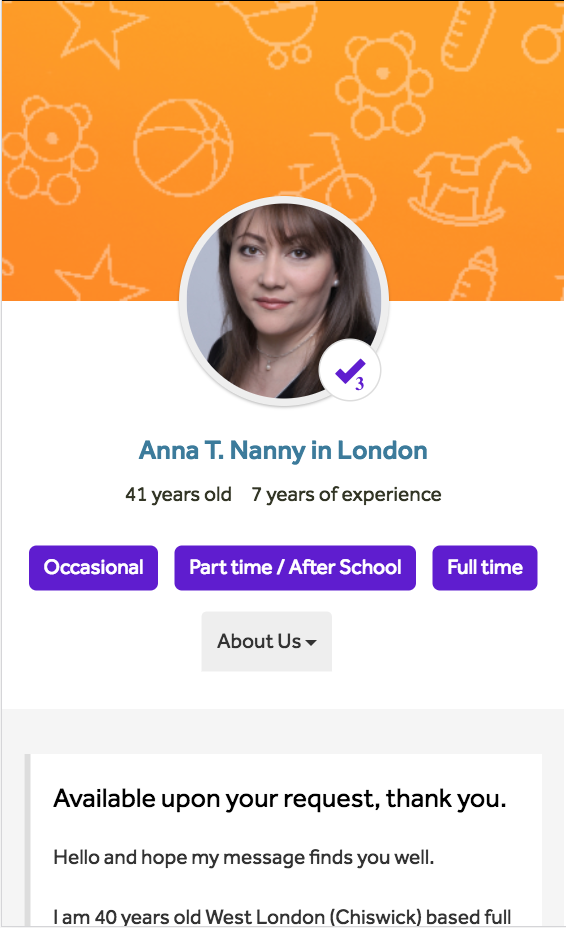 3
Anna T. Nanny in London
41 years old 7 years of experience
Occasional Part time / After School Full time
About Us
Available upon your request, thank you.
Hello and hope my message finds you well.
I am 40 years old West London (Chiswick) based full